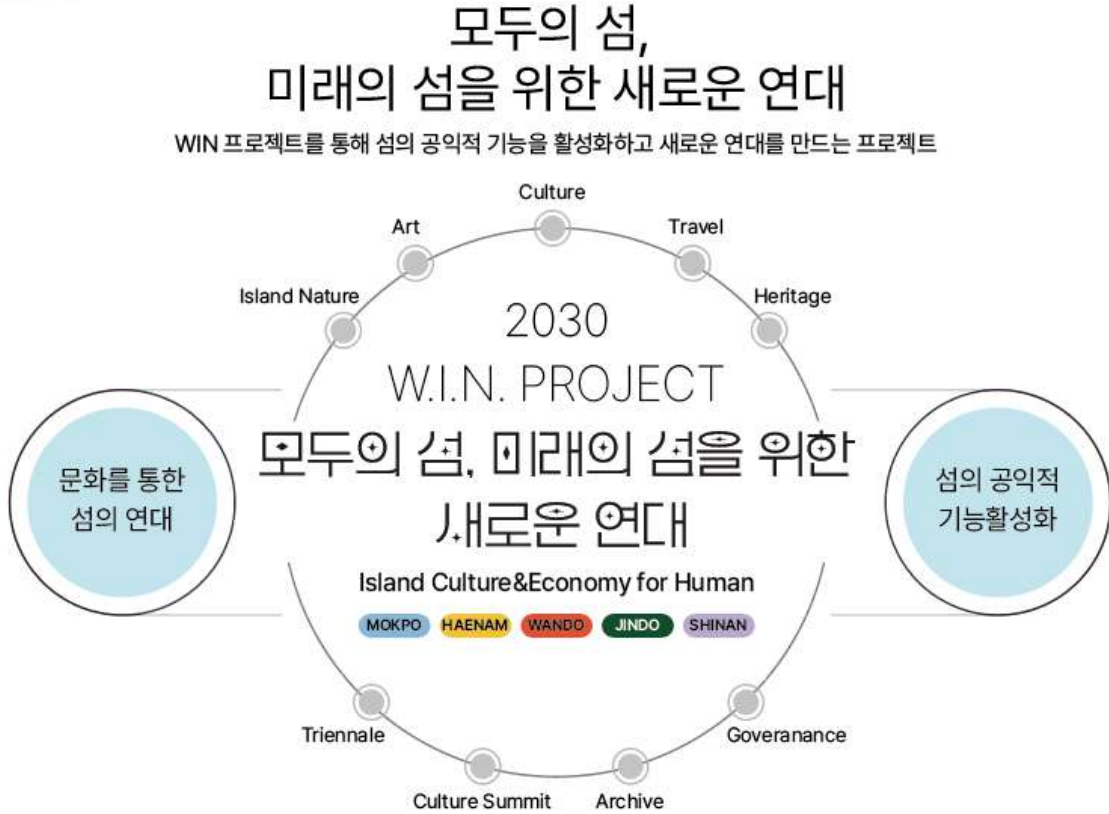 모두의 섬,
미래의 섬을 위한 새로운 연대
WIN 프로젝트를 통해 섬의 공익적 기능을 활성화하고 새로운 연대를 만드는 프로젝트
Culture
Art
Travel
Island Nature
Heritage
2030
W.I.N. PROJECT
모두의 섬, 미래의 섬을 위한
새로운 연대
Island Culture&Economy for Human
MOKPO HAENAM WANDO JINDO SHINAN
문화를 통한
섬의 연대
섬의 공익적
기능활성화
Triennale
Goveranance
Culture Summit
Archive